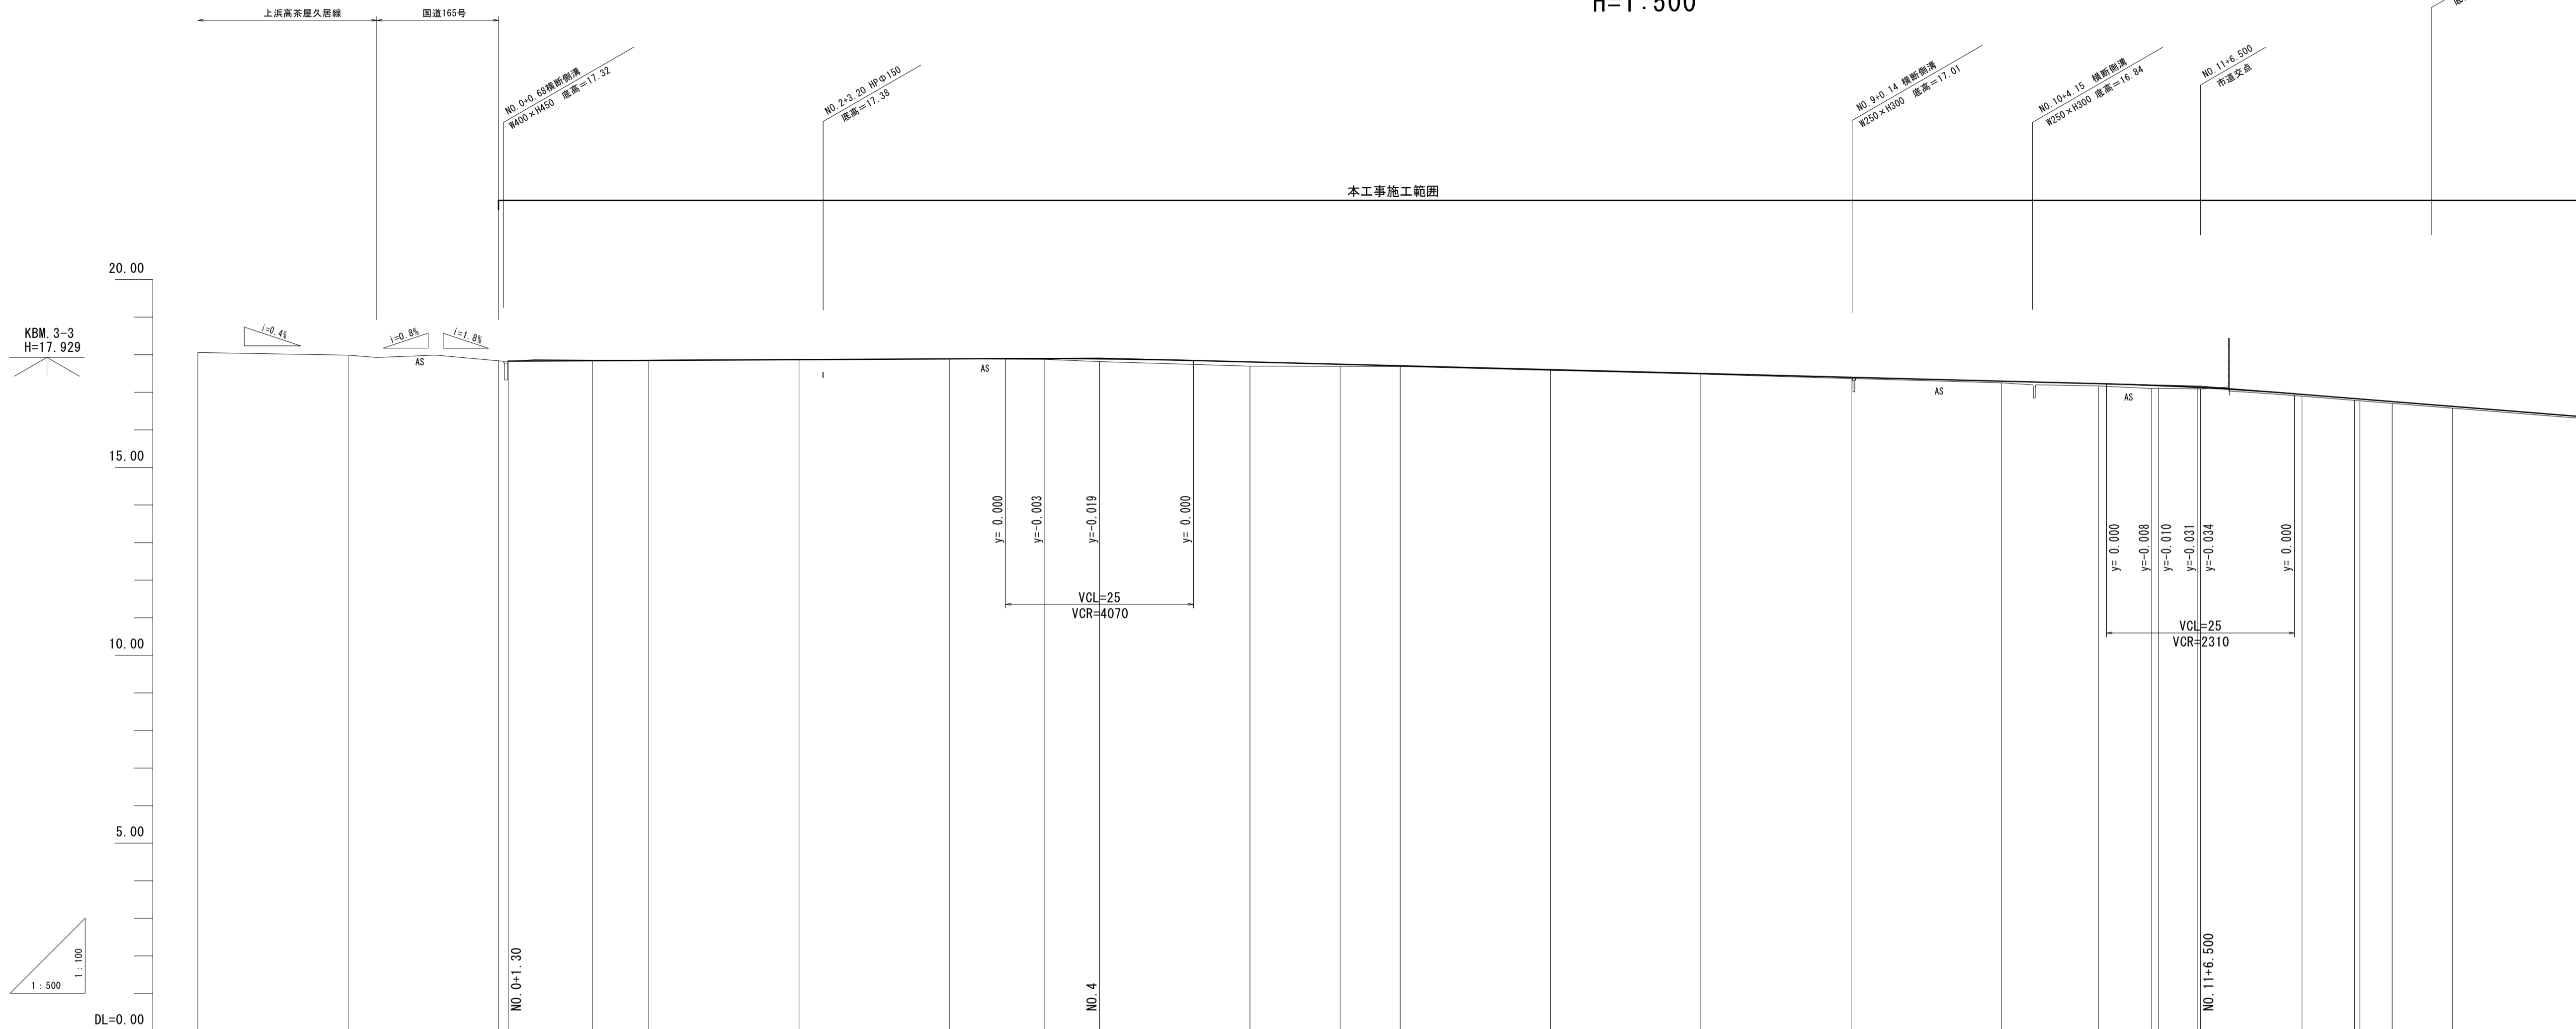 H=1:500
上浜高茶屋久居線
国道165号
NO.0+0.68横断側溝
W400×H450 底高=17.32
NO.2+3.20 HPΦ150
底高=17.38
NO.9+0.14 横断側溝
W250×H300 底高=17.01
NO.10+4.15 横断側溝
W250×H300 底高=16.84
NO.11+6.500
市道交点
本工事施工範囲
20.00
KBM.3-3
H=17.929
i=0.4%
i=0.8%
i=1.8%
AS
AS
AS
AS
15.00
y= 0.000
y=-0.003
y=-0.019
y= 0.000
y= 0.000
y=-0.008
y=-0.010
y=-0.031
y=-0.034
y= 0.000
VCL=25
VCR=4070
VCL=25
VCR=2310
10.00
5.00
1:100
1:500
NO.0+1.30
NO.4
NO.11+6.500
DL=0.00